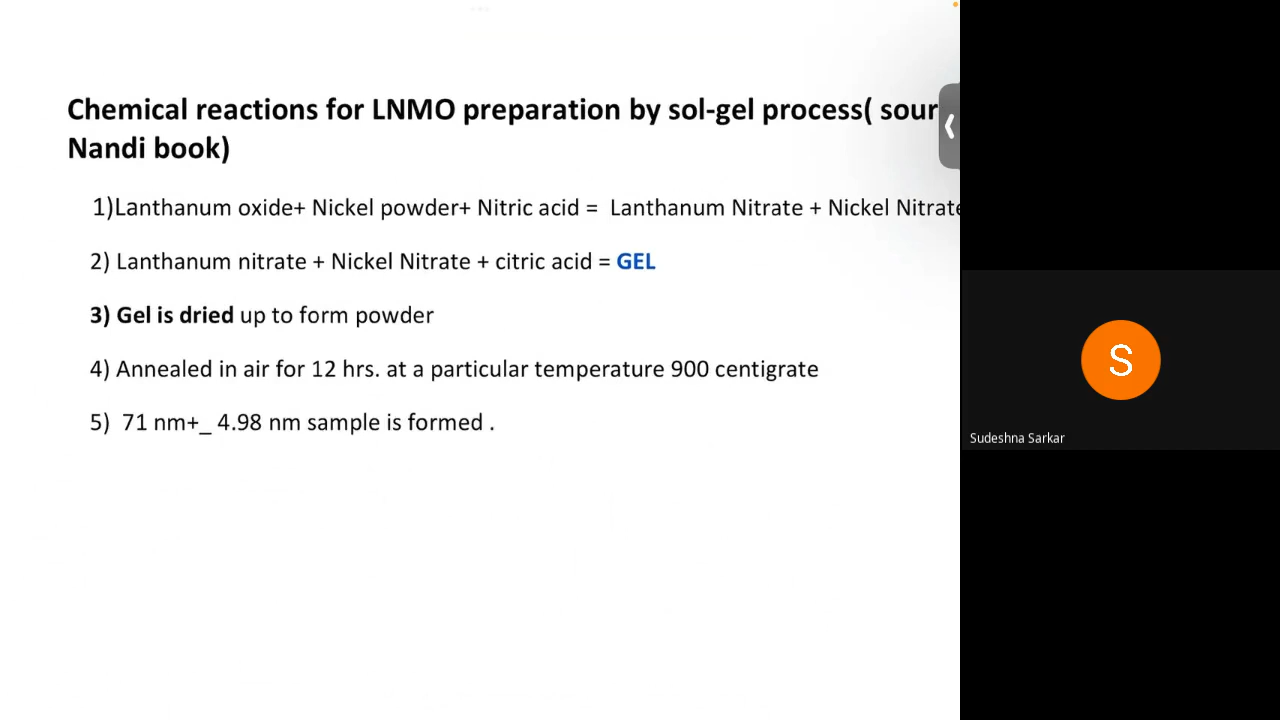 Chemical reactions for LNMO preparation by sol-gel process( sour
Nandi book)
1)Lanthanum oxide+ Nickel powder+ Nitric acid = Lanthanum Nitrate + Nickel Nitrate
2) Lanthanum nitrate + Nickel Nitrate + citric acid = GEL
3) Gel is dried up to form powder
4) Annealed in air for 12 hrs. at a particular temperature 900 centigrate
5) 71 nm+_ 4.98 nm sample is formed .
S
Sudeshna Sarkar